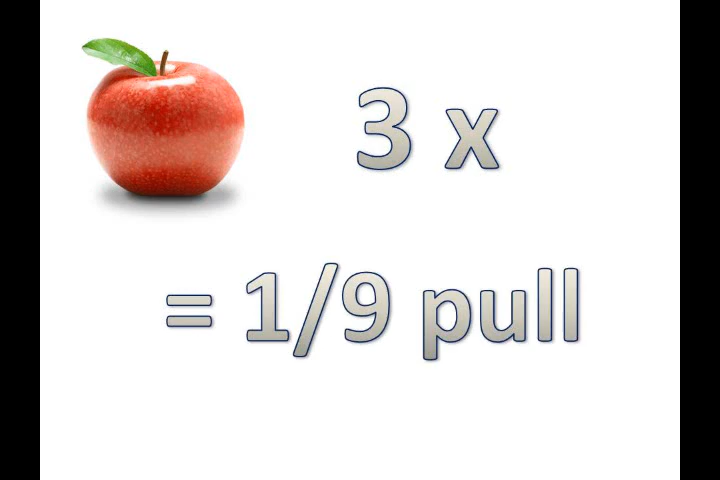 3 x
= 1/9 pull